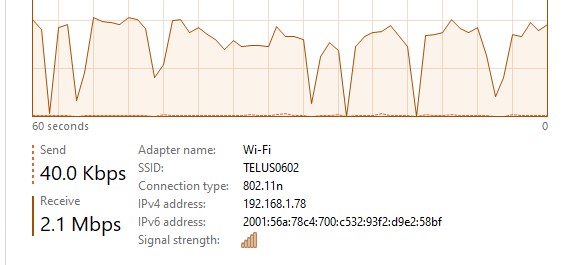 60 seconds 0
Send
40.0 Kbps
Receive
2.1 Mbps
Adapter name: Wi-Fi
SSID: TELUS0602
Connection type: 802.11n
IPv4 address: 192.168.1.78
IPv6 address: 2001:56a:78c4:700:c532:93f2:d9e2:58bf
Signal strength: